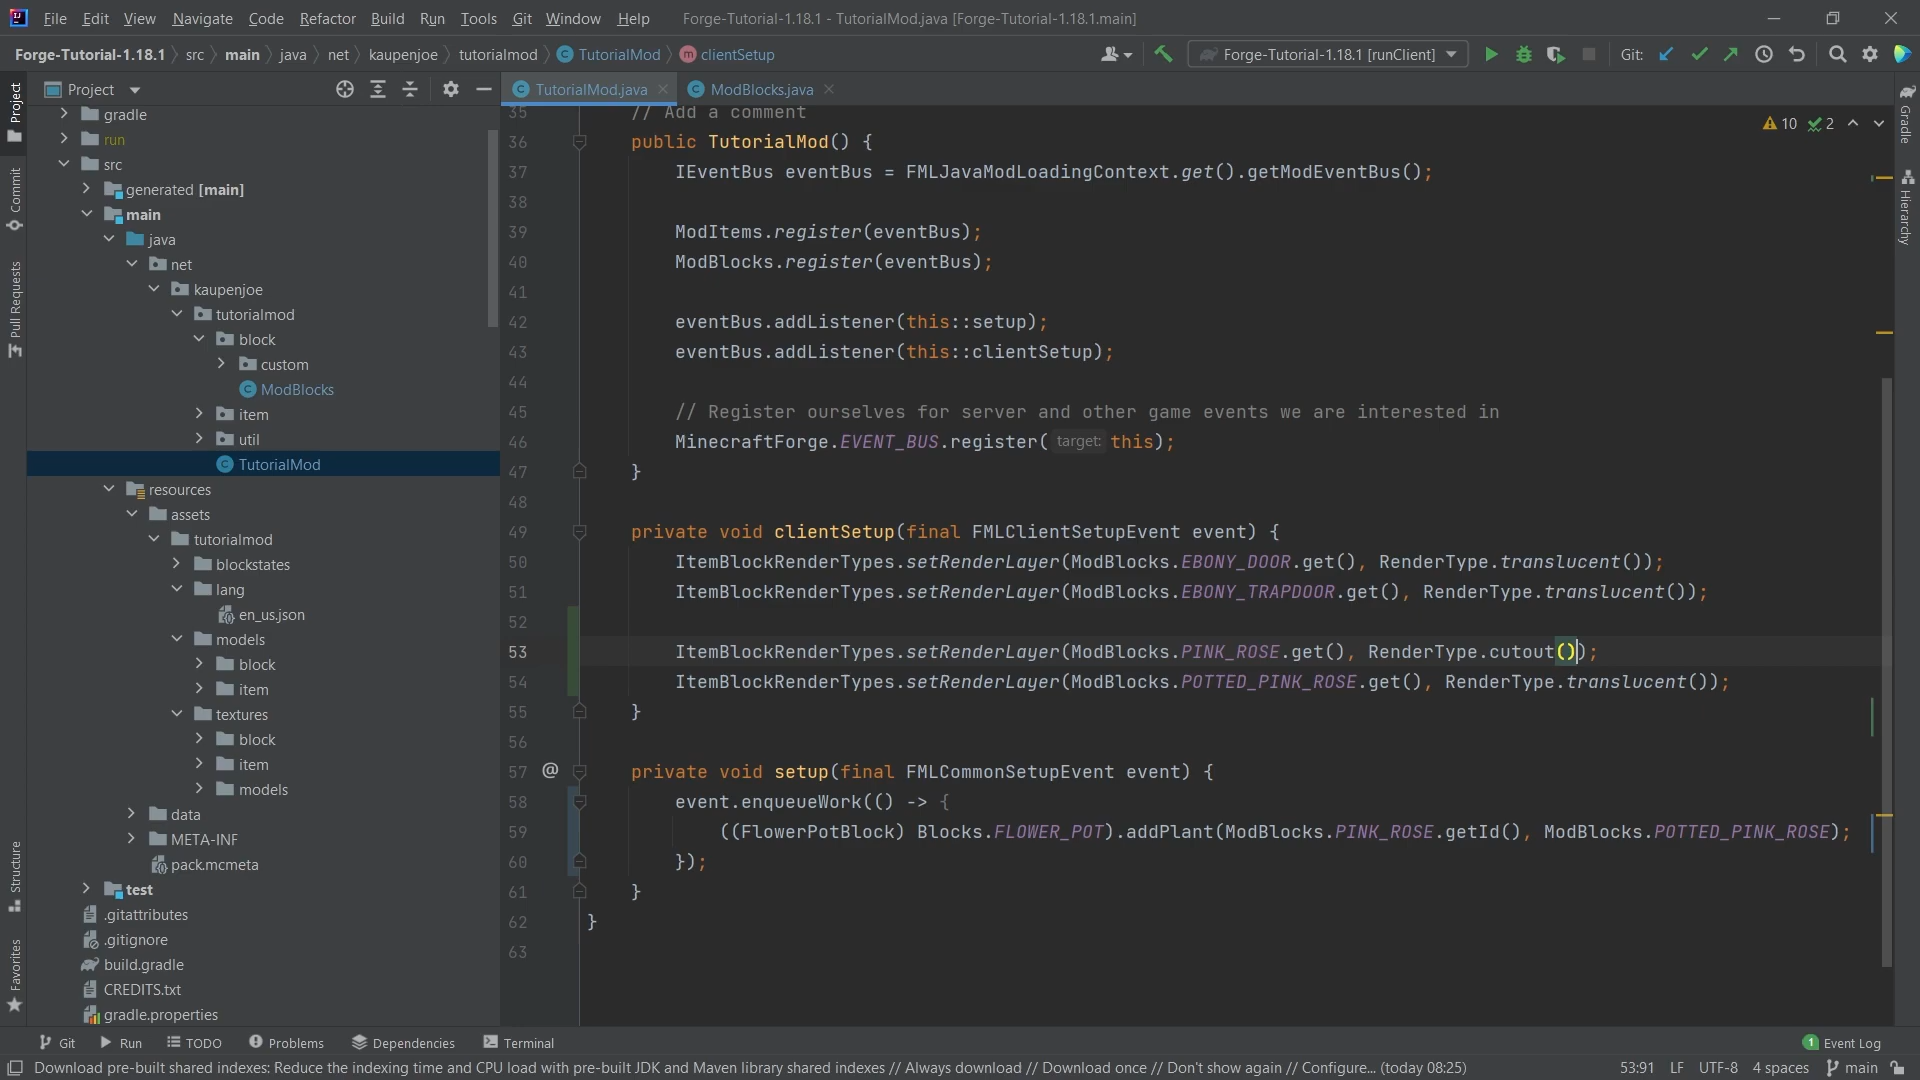 File Edit View Navigate Code Refactor Build Run Tools Git Window Help Forge-Tutorial-1.18.1 - TutorialMod.java [Forge-Tutorial-1.18.1.main]
Forge-Tutorial-1.18.1 src main java net kaupenjoe tutorialmod TutorialMod clientSetup Forge-Tutorial-1.18.1 [runClient] Git:
Project
TutorialMod.java ModBlocks.java
Project
Commit
Pull Requests
Structure
Favorites
gradle
run
src
generated [main]
main
java
net
kaupenjoe
tutorialmod
block
custom
ModBlocks
item
util
TutorialMod
resources
assets
tutorialmod
blockstates
lang
en_us.json
models
block
item
textures
block
item
models
data
META-INF
pack.mcmeta
test
.gitattributes
.gitignore
build.gradle
CREDITS.txt
gradle.properties
10 2
35 // Add a comment
36 public TutorialMod() {
37 IEventBus eventBus = FMLJavaModLoadingContext.get().getModEventBus();
38
39 ModItems.register(eventBus);
40 ModBlocks.register(eventBus);
41
42 eventBus.addListener(this::setup);
43 eventBus.addListener(this::clientSetup);
44
45 // Register ourselves for server and other game events we are interested in
46 MinecraftForge.EVENT_BUS.register( target: this);
47 }
48
49 private void clientSetup(final FMLClientSetupEvent event) {
50 ItemBlockRenderTypes.setRenderLayer(ModBlocks.EBONY_DOOR.get(), RenderType.translucent());
51 ItemBlockRenderTypes.setRenderLayer(ModBlocks.EBONY_TRAPDOOR.get(), RenderType.translucent());
52
53 ItemBlockRenderTypes.setRenderLayer(ModBlocks.PINK_ROSE.get(), RenderType.cutout());
54 ItemBlockRenderTypes.setRenderLayer(ModBlocks.POTTED_PINK_ROSE.get(), RenderType.translucent());
55 }
56
57 @ private void setup(final FMLCommonSetupEvent event) {
58 event.enqueueWork(() -> {
59 ((FlowerPotBlock) Blocks.FLOWER_POT).addPlant(ModBlocks.PINK_ROSE.getId(), ModBlocks.POTTED_PINK_ROSE);
60 });
61 }
62 }
63
Gradle
Hierarchy
Git Run TODO Problems Dependencies Terminal 1 Event Log
Download pre-built shared indexes: Reduce the indexing time and CPU load with pre-built JDK and Maven library shared indexes // Always download // Download once // Don't show again // Configure... (today 08:25) 53:91 LF UTF-8 4 spaces main